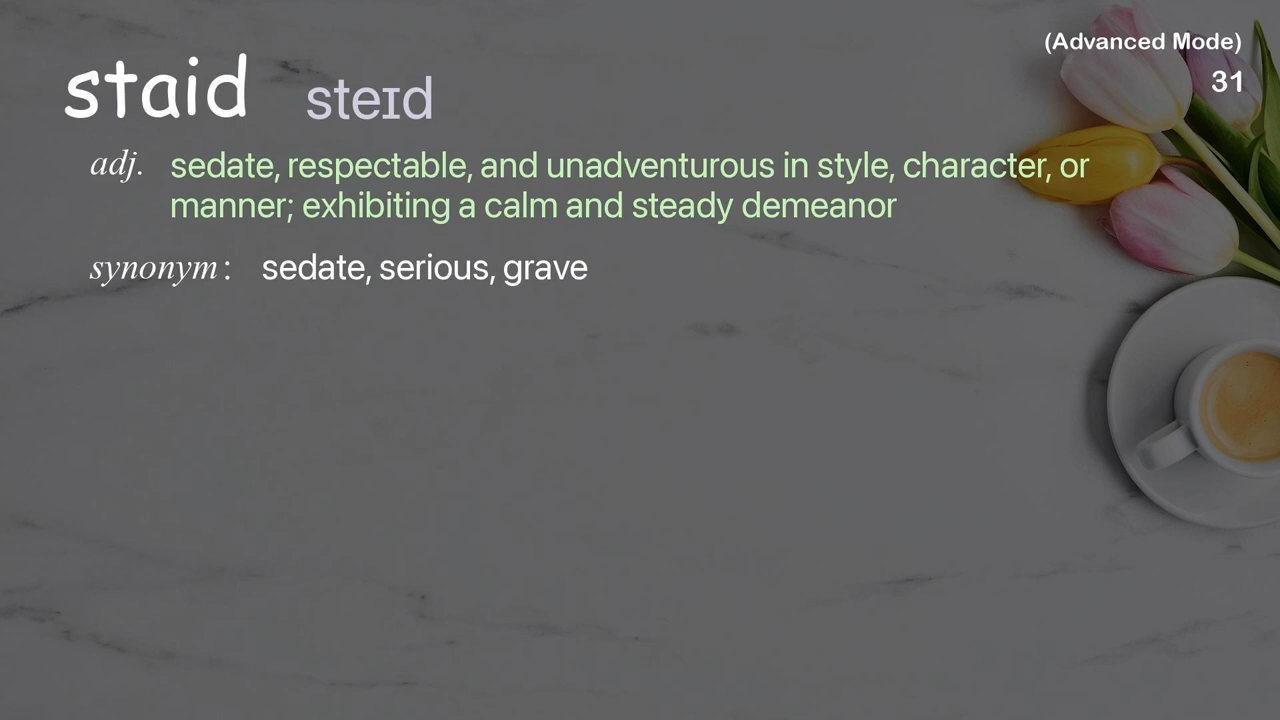 (Advanced Mode)
31
staid steɪd
adj. sedate, respectable, and unadventurous in style, character, or
manner; exhibiting a calm and steady demeanor
synonym: sedate, serious, grave